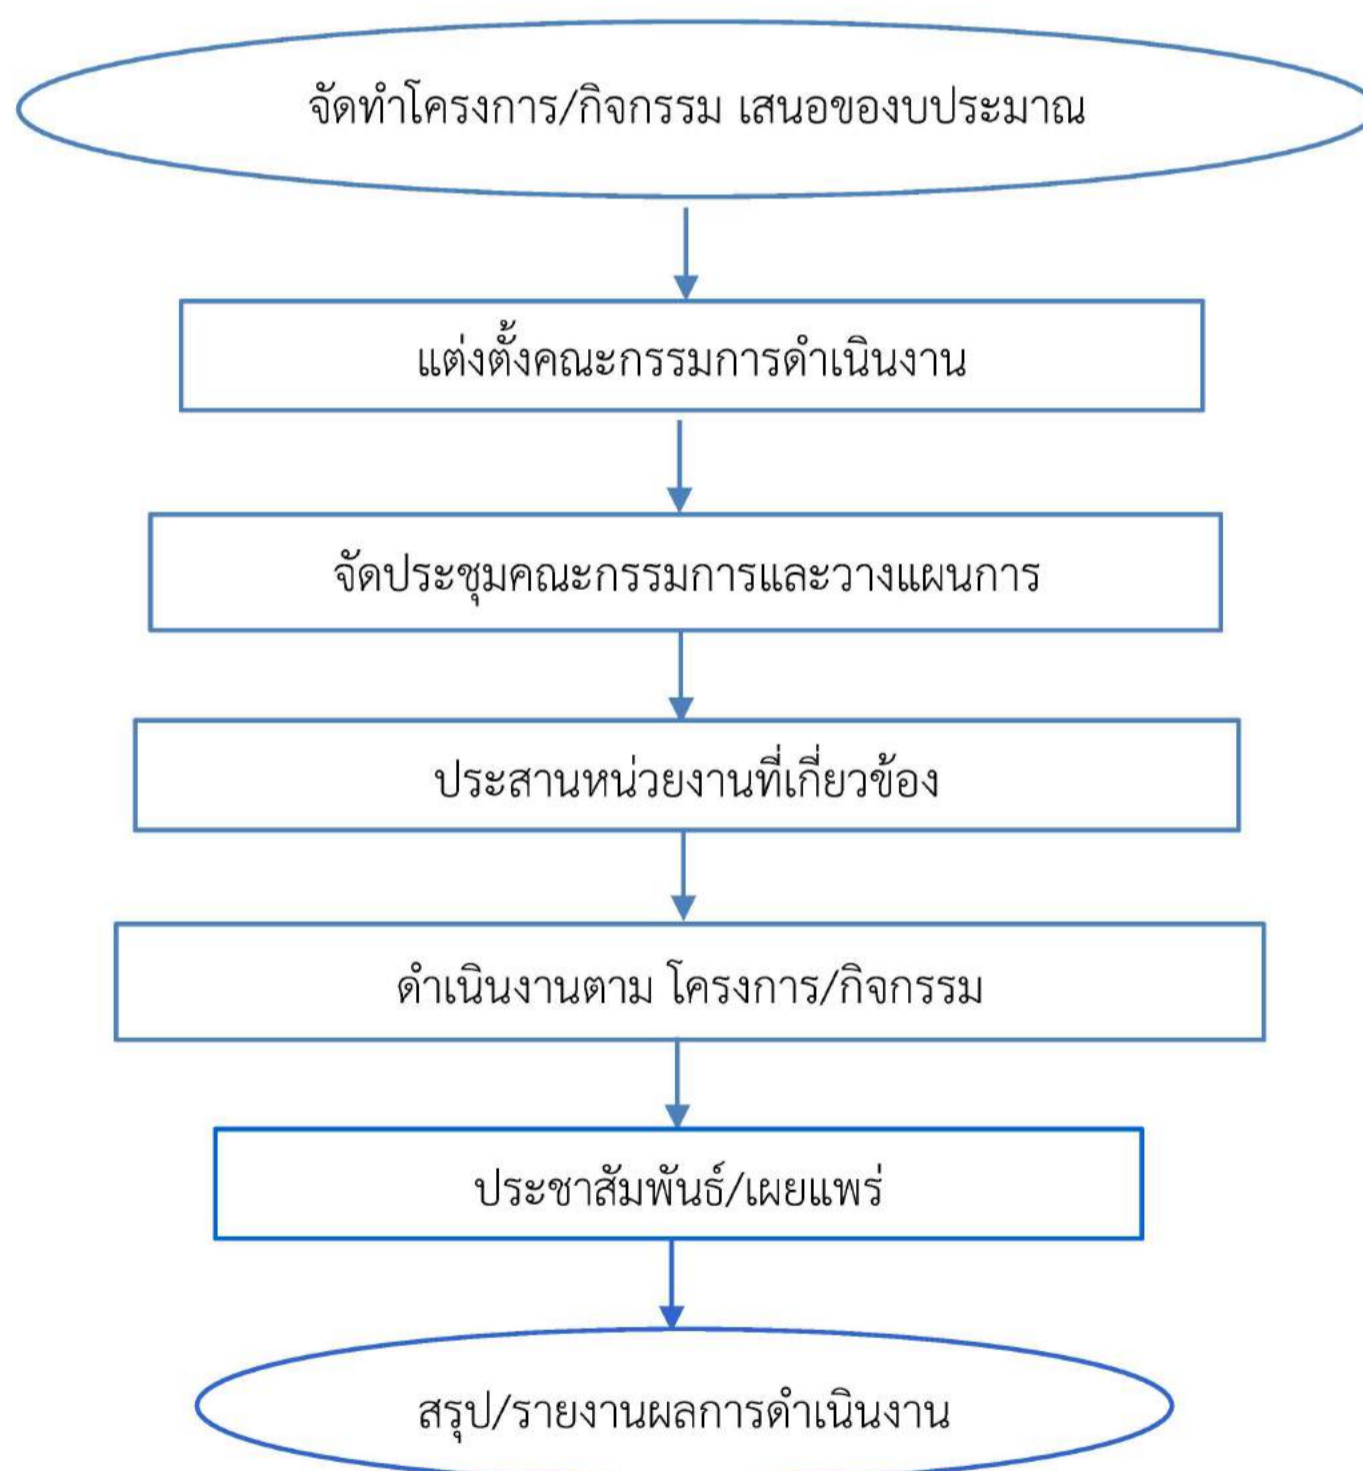 จัดทำโครงการ/กิจกรรม เสนอของบประมาณ
แต่งตั้งคณะกรรมการดำเนินงาน
จัดประชุมคณะกรรมการและวางแผนการ
ประสานหน่วยงานที่เกี่ยวข้อง
ดำเนินงานตาม โครงการ/กิจกรรม
ประชาสัมพันธ์/เผยแพร่
สรุป/รายงานผลการดำเนินงาน